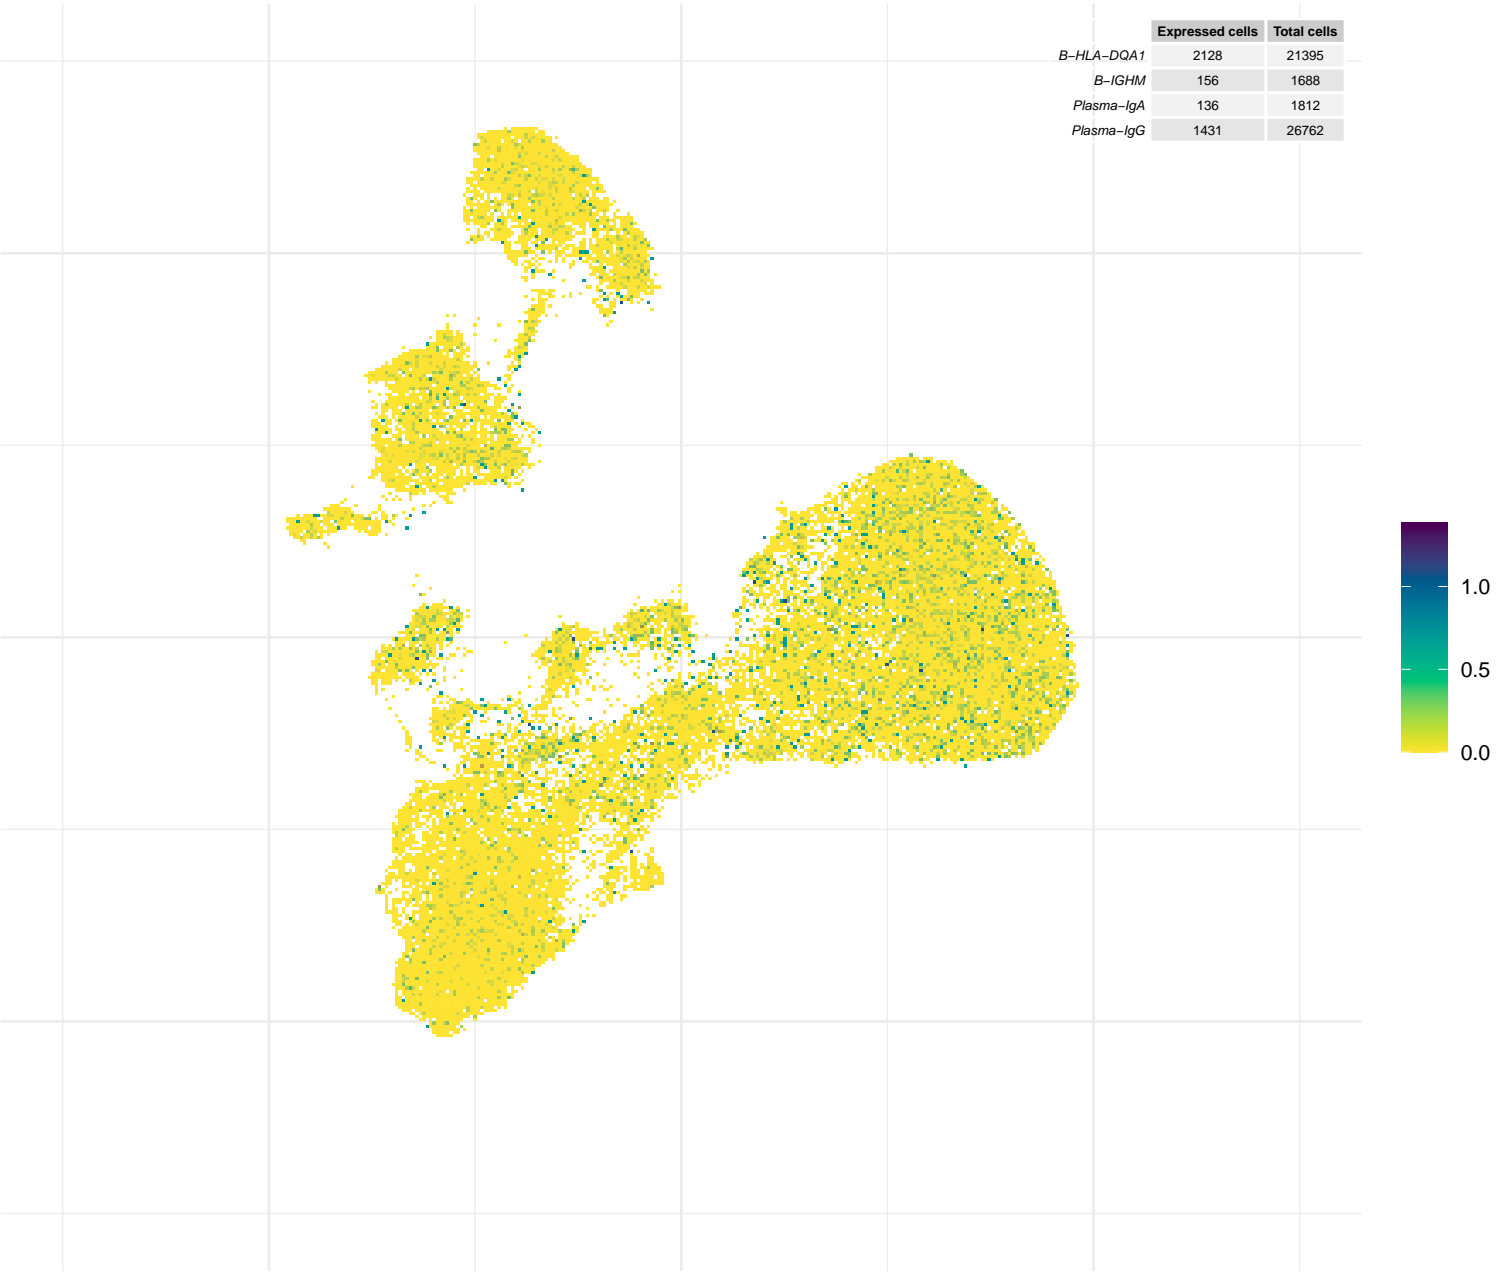 Expressed cells Total cells
B−HLA−DQA1 2128 21395
B−IGHM 156 1688
Plasma−IgA 136 1812
Plasma−IgG 1431 26762
1.0
0.5
0.0